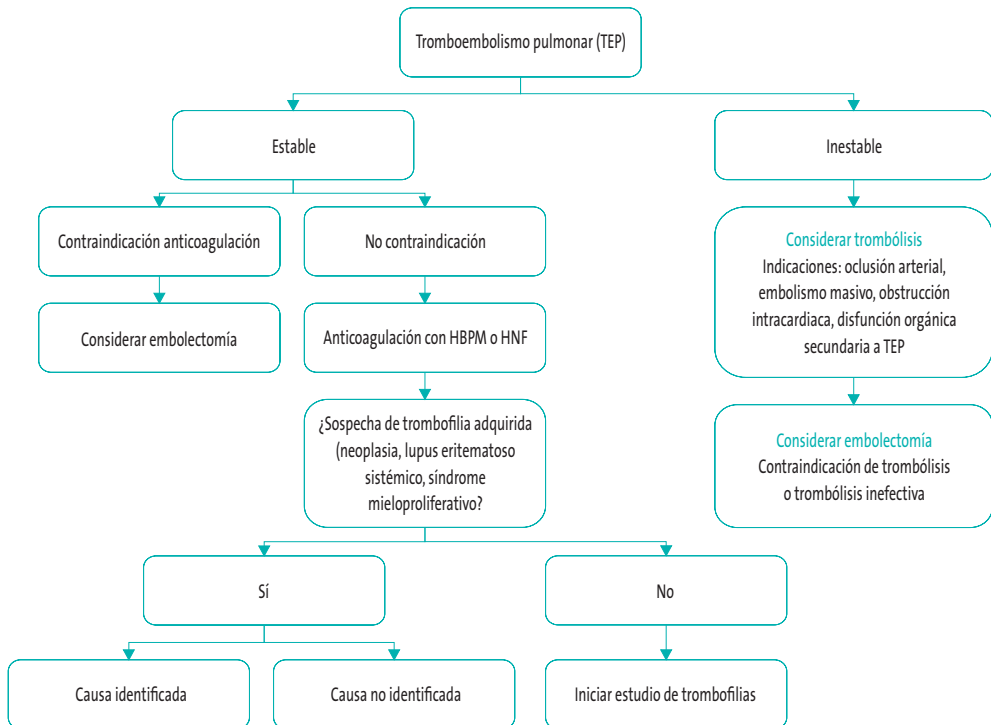 Tromboembolismo pulmonar (TEP)
Estable
Inestable
Contraindicación anticoagulación
No contraindicación
Considerar trombólisis
Indicaciones: oclusión arterial,
embolismo masivo, obstrucción
intracardiaca, disfunción orgánica
secundaria a TEP
Considerar embolectomía
Anticoagulación con HBPM o HNF
¿Sospecha de trombofilia adquirida
(neoplasia, lupus eritematoso
sistémico, síndrome
mieloproliferativo?
Considerar embolectomía
Contraindicación de trombólisis
o trombólisis inefectiva
Sí
No
Causa identificada
Causa no identificada
Iniciar estudio de trombofilias